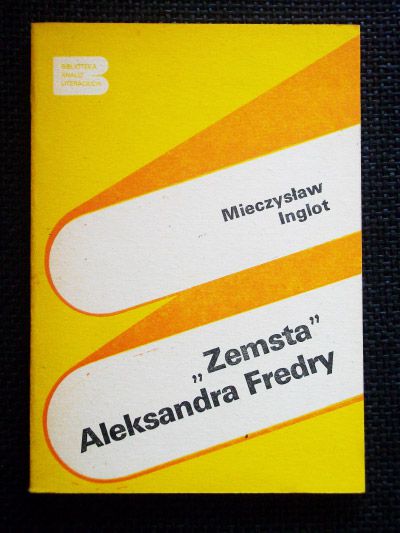 BIBLIOTEKA
ANALIZ
LITERACKICH
Mieczysław
Inglot
„Zemsta”
Aleksandra Fredry